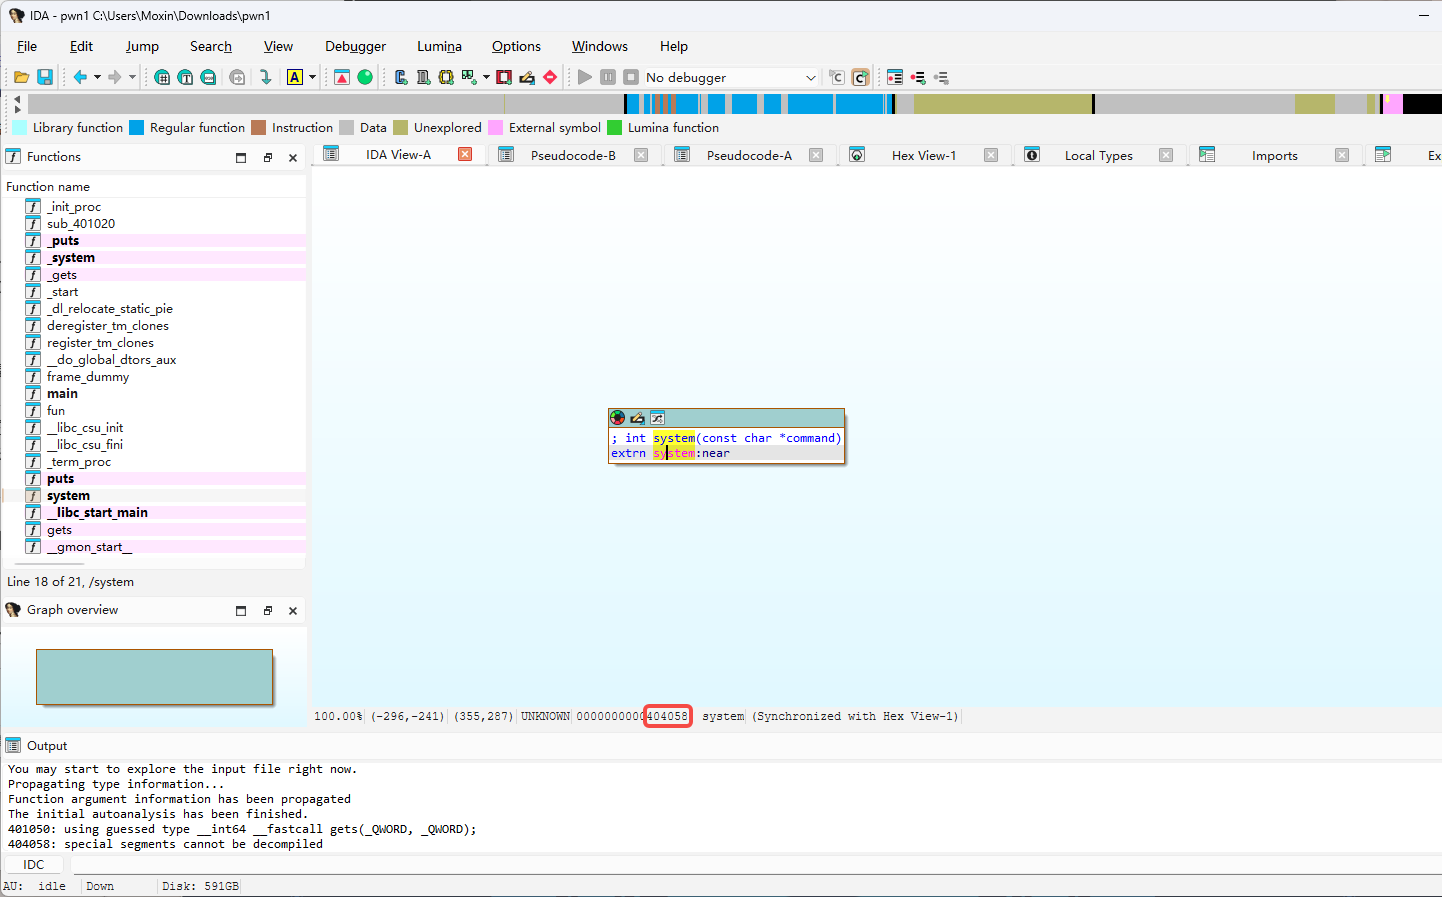 IDA - pwn1 C:\Users\Moxin\Downloads\pwn1
File Edit Jump Search View Debugger Lumina Options Windows Help
No debugger
Library function Regular function Instruction Data Unexplored External symbol Lumina function
Functions
IDA View-A Pseudocode-B Pseudocode-A Hex View-1 Local Types Imports Ex
Function name
_init_proc
sub_401020
_puts
_system
_gets
_start
_dl_relocate_static_pie
deregister_tm_clones
register_tm_clones
__do_global_dtors_aux
frame_dummy
main
fun
__libc_csu_init
__libc_csu_fini
_term_proc
puts
system
__libc_start_main
gets
__gmon_start__
Line 18 of 21, /system
; int system(const char *command)
extrn system:near
Graph overview
100.00% (-296,-241) (355,287) UNKNOWN 0000000000404058 system (Synchronized with Hex View-1)
Output
You may start to explore the input file right now.
Propagating type information...
Function argument information has been propagated
The initial autoanalysis has been finished.
401050: using guessed type __int64 __fastcall gets(_QWORD, _QWORD);
404058: special segments cannot be decompiled
IDC
AU: idle Down Disk: 591GB